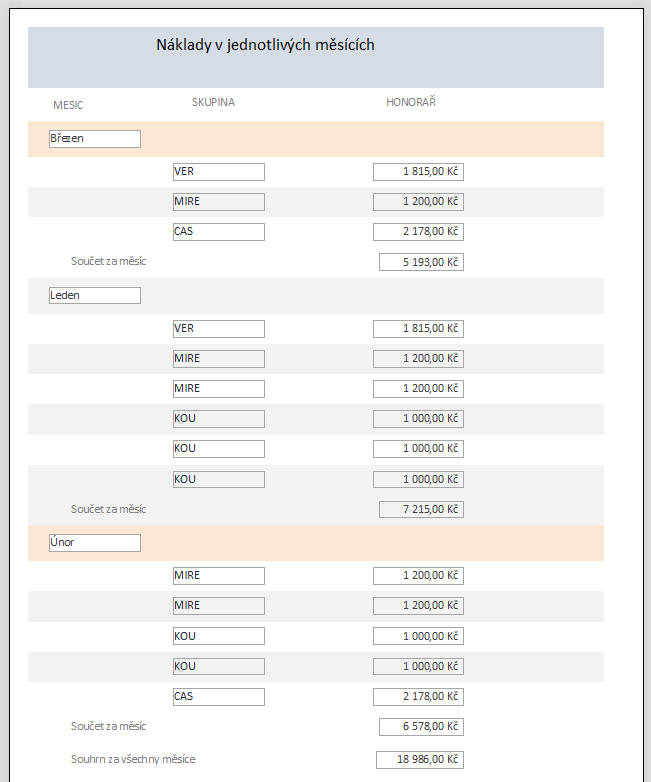 Náklady v jednotlivých měsících
MESIC SKUPINA HONORAŘ
Březen
VER 1 815,00 Kč
MIRE 1 200,00 Kč
CAS 2 178,00 Kč
Součet za měsíc 5 193,00 Kč
Leden
VER 1 815,00 Kč
MIRE 1 200,00 Kč
MIRE 1 200,00 Kč
KOU 1 000,00 Kč
KOU 1 000,00 Kč
KOU 1 000,00 Kč
Součet za měsíc 7 215,00 Kč
Únor
MIRE 1 200,00 Kč
MIRE 1 200,00 Kč
KOU 1 000,00 Kč
KOU 1 000,00 Kč
CAS 2 178,00 Kč
Součet za měsíc 6 578,00 Kč
Souhrn za všechny měsíce 18 986,00 Kč